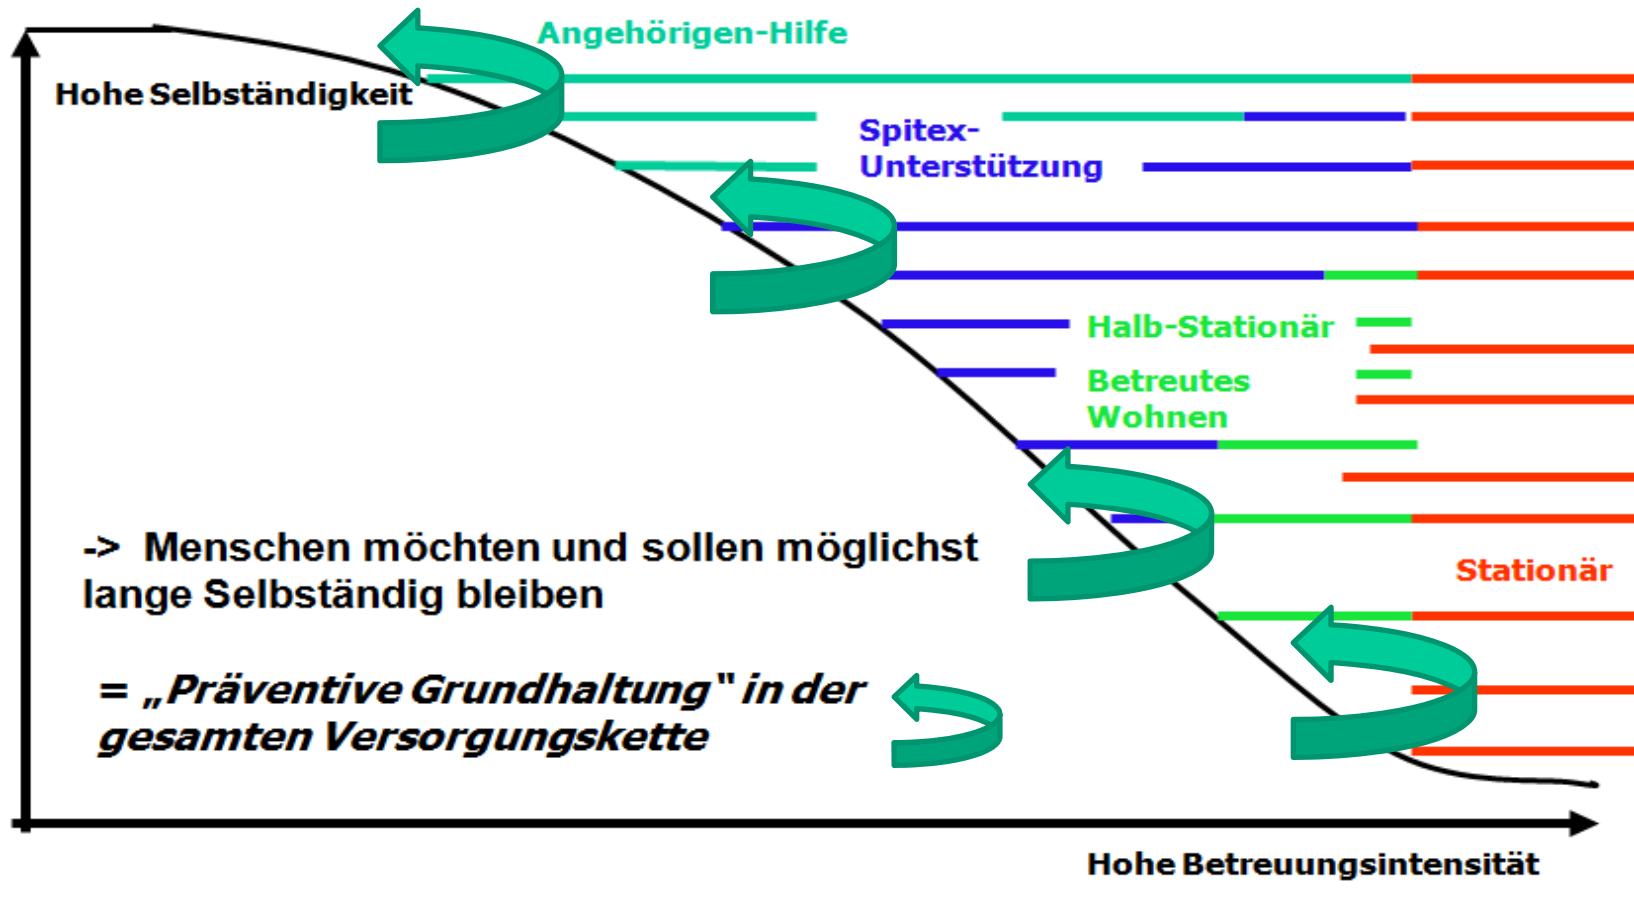 Angehörigen-Hilfe
Hohe Selbständigkeit
Spitex-
Unterstützung
Halb-Stationär
Betreutes
Wohnen
-> Menschen möchten und sollen möglichst
lange Selbständig bleiben
Stationär
= „Präventive Grundhaltung" in der
gesamten Versorgungskette
Hohe Betreuungsintensität